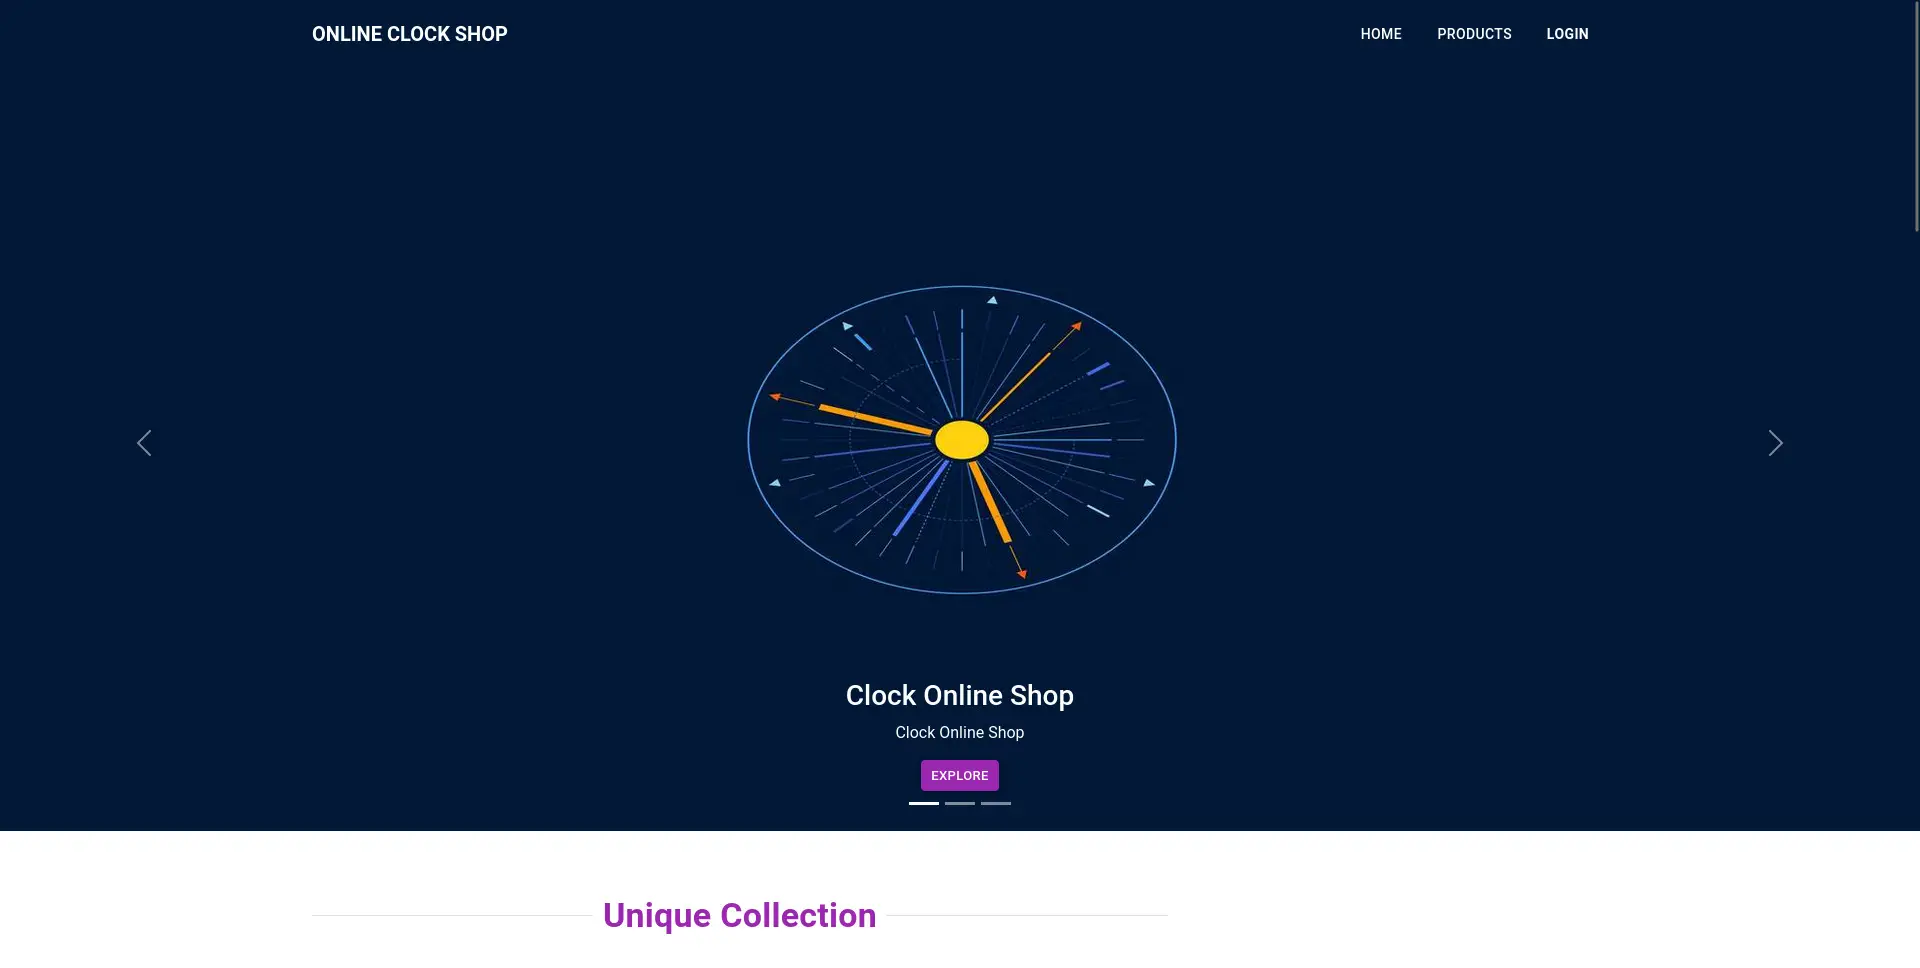 ONLINE CLOCK SHOP
HOME PRODUCTS LOGIN
Clock Online Shop
Clock Online Shop
EXPLORE
Unique Collection